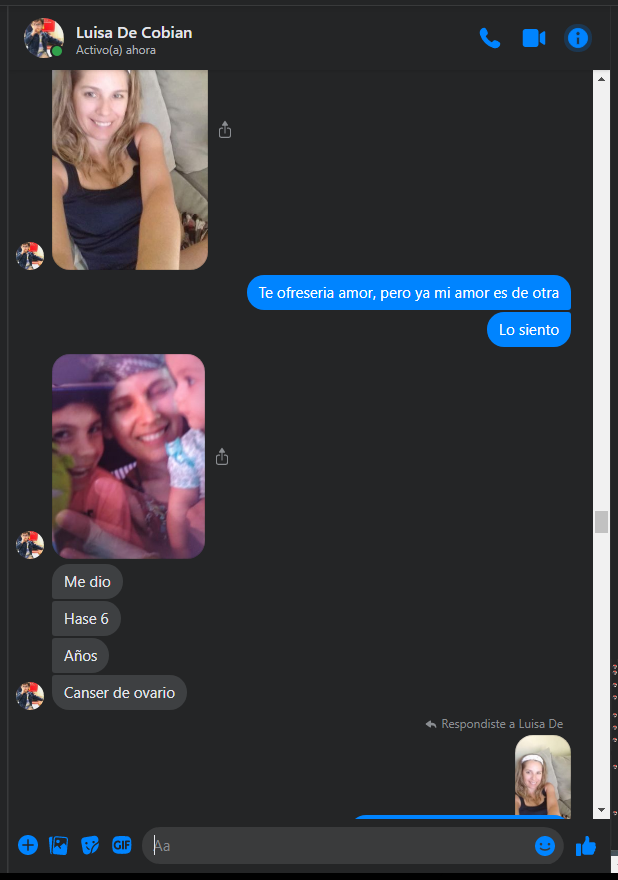 Luisa De Cobian
Activo(a) ahora
Te ofreseria amor, pero ya mi amor es de otra
Lo siento
Me dio
Hase 6
Años
Canser de ovario
Respondiste a Luisa De
GIF
Aa